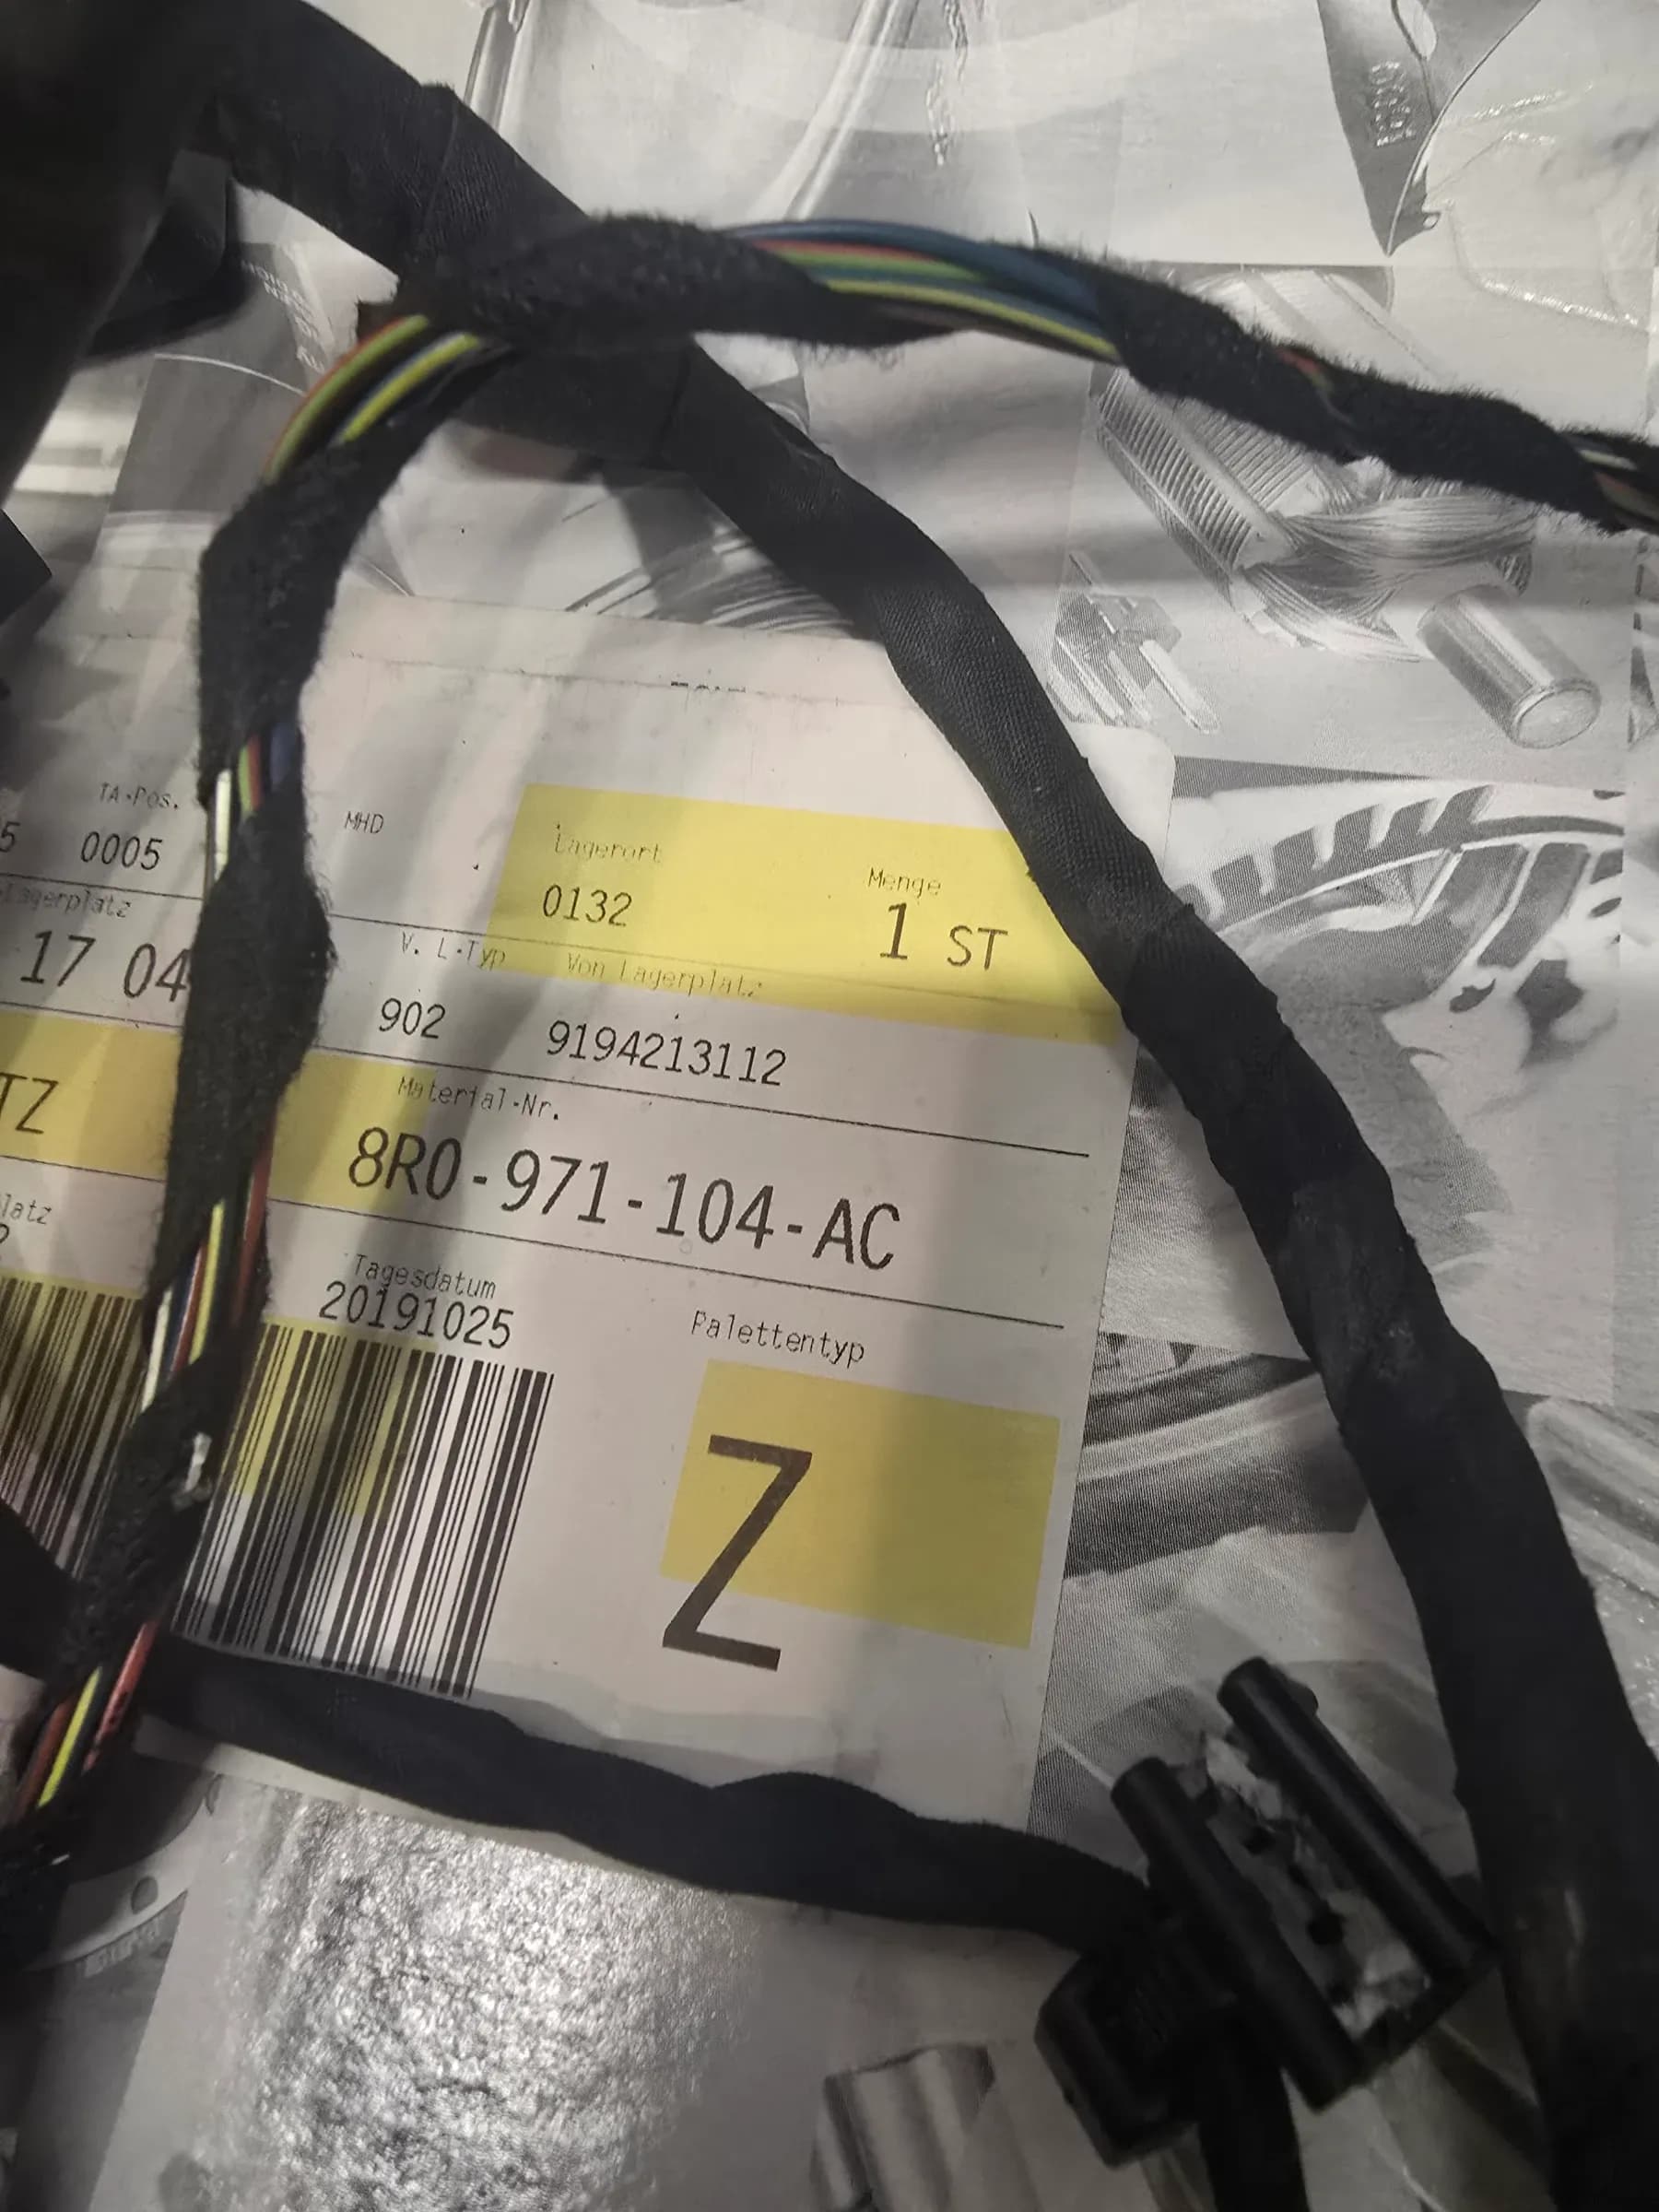 TA-Pos.
MHD
Lagerort
Menge
5 0005
0132
1 ST
Lagerplatz
V. L-Typ
Von Lagerplatz
17 04
902
9194213112
TZ
Material-Nr.
8R0-971-104-AC
latz
Tagesdatum
20191025
Palettentyp
Z